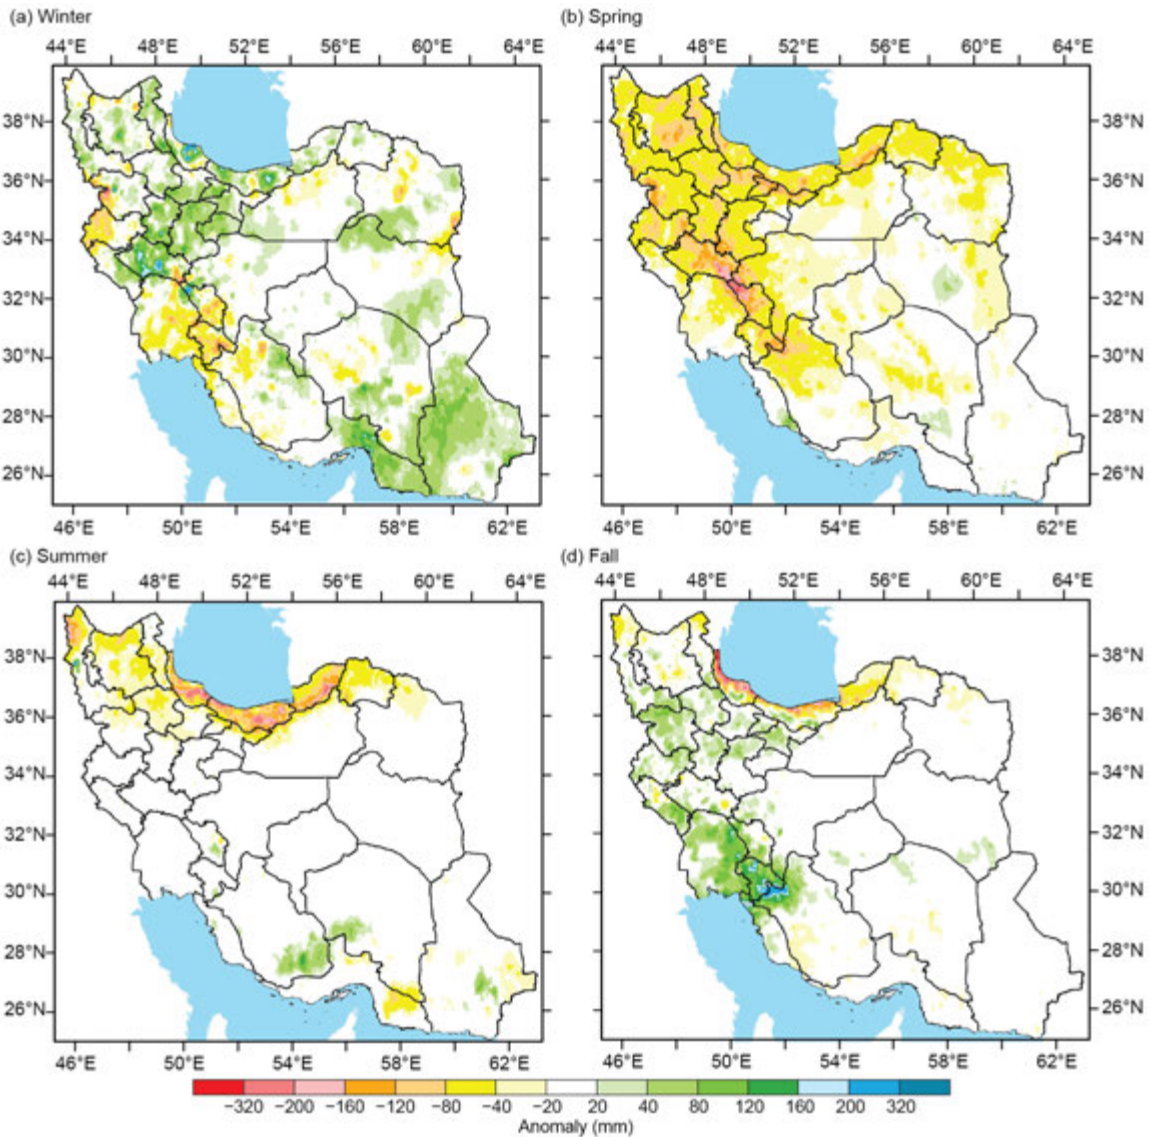 (a) Winter
44°E 48°E 52°E 56°E 60°E 64°E
38°N
36°N
34°N
32°N
30°N
28°N
26°N
46°E 50°E 54°E 58°E 62°E
(b) Spring
44°E 48°E 52°E 56°E 60°E 64°E
38°N
36°N
34°N
32°N
30°N
28°N
26°N
46°E 50°E 54°E 58°E 62°E
(c) Summer
44°E 48°E 52°E 56°E 60°E 64°E
38°N
36°N
34°N
32°N
30°N
28°N
26°N
46°E 50°E 54°E 58°E 62°E
(d) Fall
44°E 48°E 52°E 56°E 60°E 64°E
38°N
36°N
34°N
32°N
30°N
28°N
26°N
46°E 50°E 54°E 58°E 62°E
−320 −200 −160 −120 −80 −40 −20 20 40 80 120 160 200 320
Anomaly (mm)